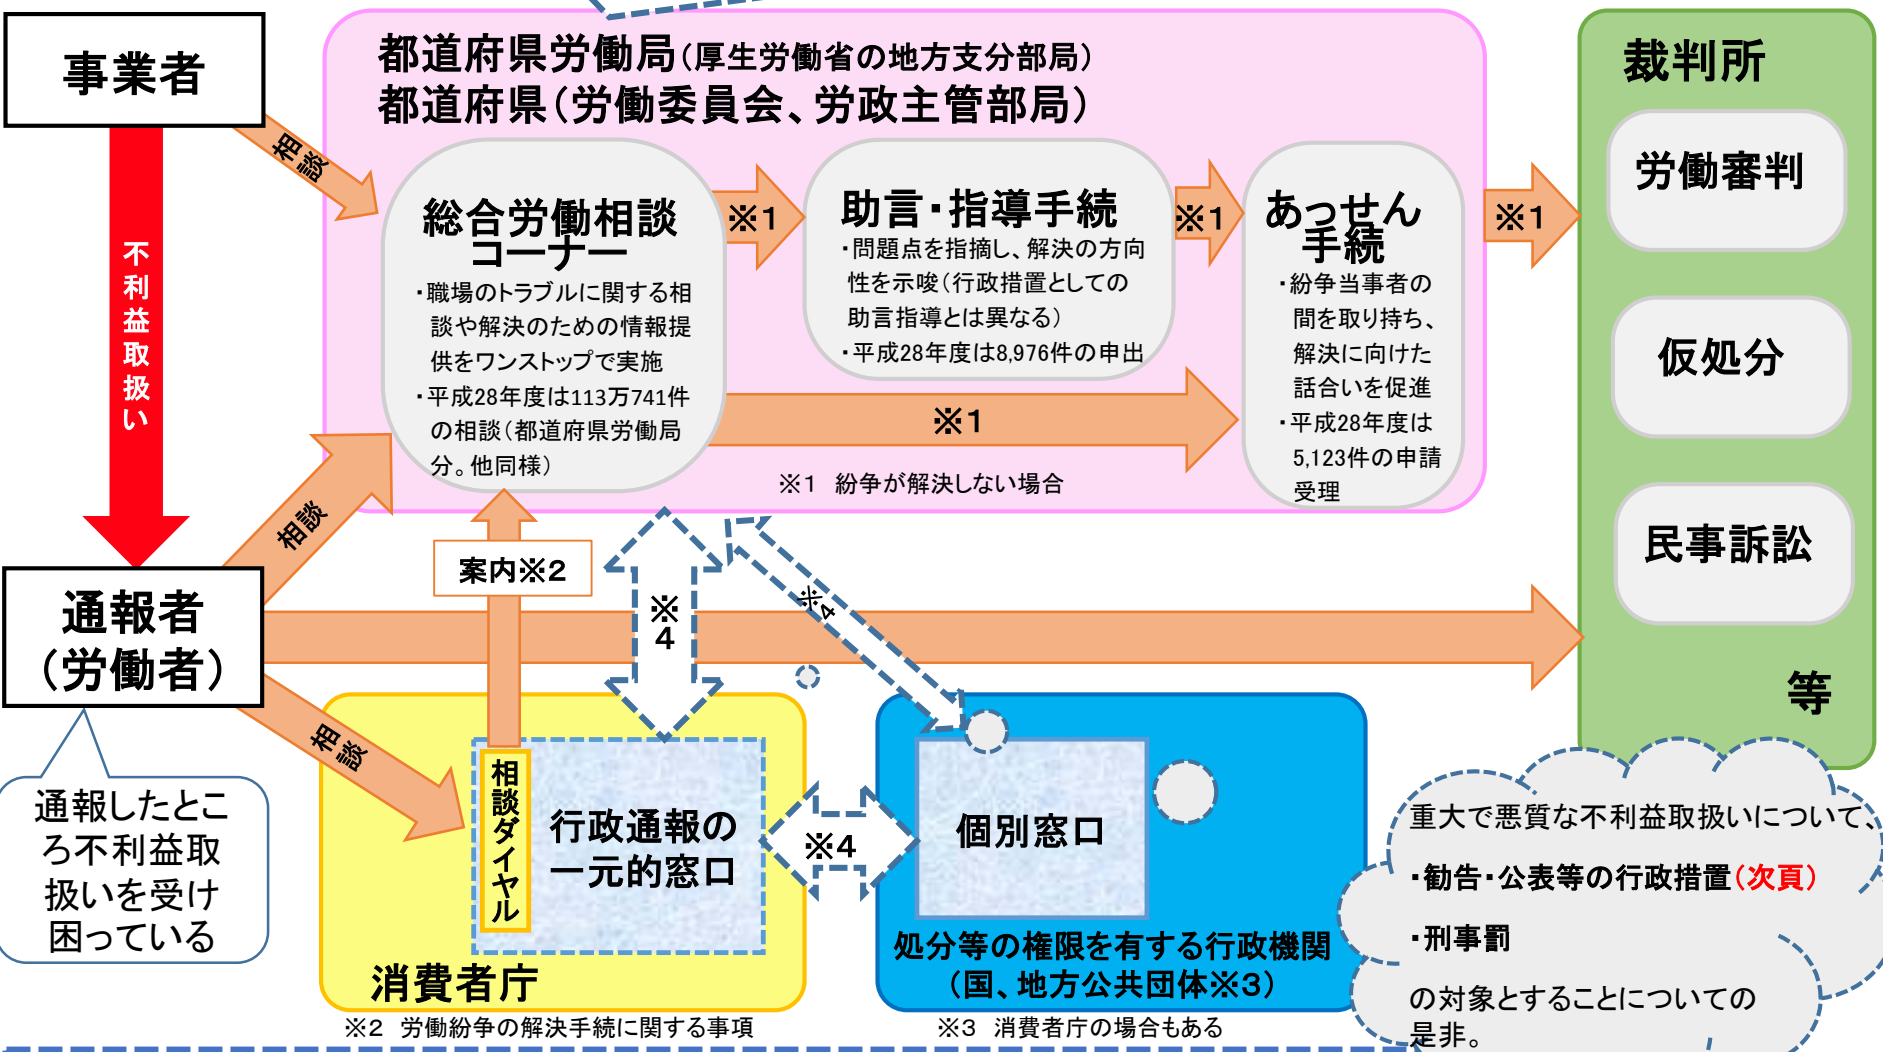 事業者
不利益取扱い
通報者
(労働者)
通報したとこ
ろ不利益取
扱いを受け
困っている
相談
相談
相談
都道府県労働局(厚生労働省の地方支分部局)
都道府県(労働委員会、労政主管部局)
総合労働相談
コーナー
・職場のトラブルに関する相
談や解決のための情報提
供をワンストップで実施
・平成28年度は113万741件
の相談(都道府県労働局
分。他同様)
※1
助言・指導手続
・問題点を指摘し、解決の方向
性を示唆(行政措置としての
助言指導とは異なる)
・平成28年度は8,976件の申出
※1
※1
あっせん
手続
・紛争当事者の
間を取り持ち、
解決に向けた
話合いを促進
・平成28年度は
5,123件の申請
受理
※1 紛争が解決しない場合
※1
裁判所
労働審判
仮処分
民事訴訟
等
案内※2
※
4
※4
相談ダイヤル
行政通報の
一元的窓口
消費者庁
※2 労働紛争の解決手続に関する事項
※4
個別窓口
処分等の権限を有する行政機関
(国、地方公共団体※3)
※3 消費者庁の場合もある
重大で悪質な不利益取扱いについて、
・勧告・公表等の行政措置(次頁)
・刑事罰
の対象とすることについての
是非。